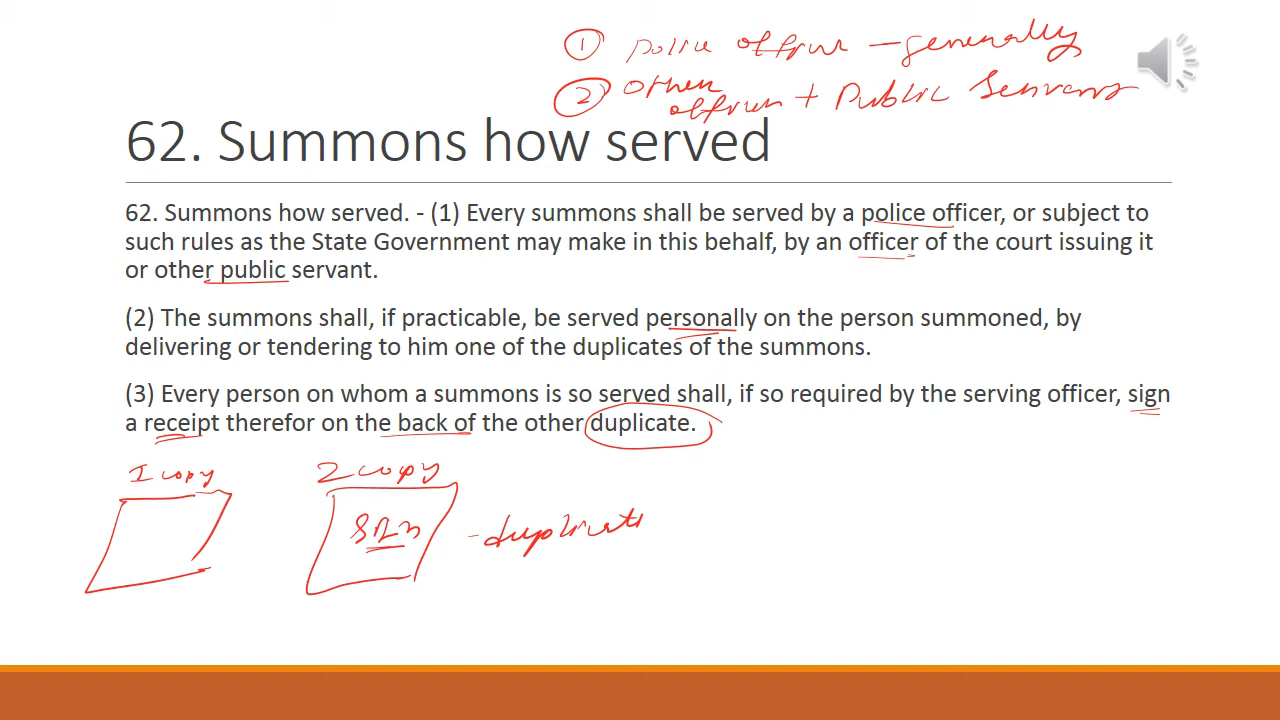 ① police officer - generally
② other officer + Public Servant
62. Summons how served
62. Summons how served. - (1) Every summons shall be served by a police officer, or subject to
such rules as the State Government may make in this behalf, by an officer of the court issuing it
or other public servant.
(2) The summons shall, if practicable, be served personally on the person summoned, by
delivering or tendering to him one of the duplicates of the summons.
(3) Every person on whom a summons is so served shall, if so required by the serving officer, sign
a receipt therefor on the back of the other duplicate.
1 copy 2 copy
- duplicate